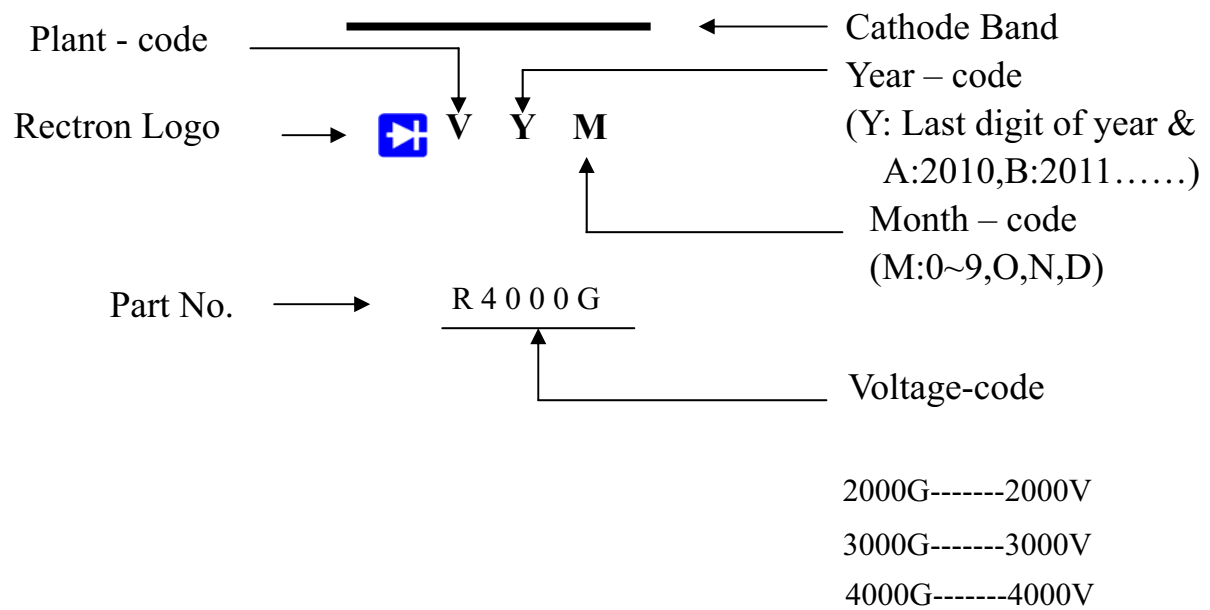 Plant - code
Cathode Band
Year – code
Rectron Logo
V Y M
(Y: Last digit of year &
A:2010,B:2011……)
Month – code
(M:0~9,O,N,D)
Part No.
R 4 0 0 0 G
Voltage-code
2000G-------2000V
3000G-------3000V
4000G-------4000V